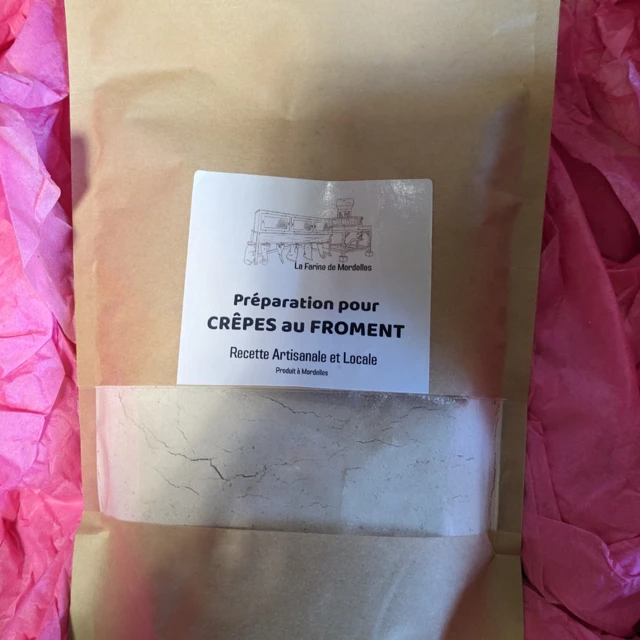 La Farine de Mordelles
Préparation pour
CRÊPES au FROMENT
Recette Artisanale et Locale
Produit à Mordelles